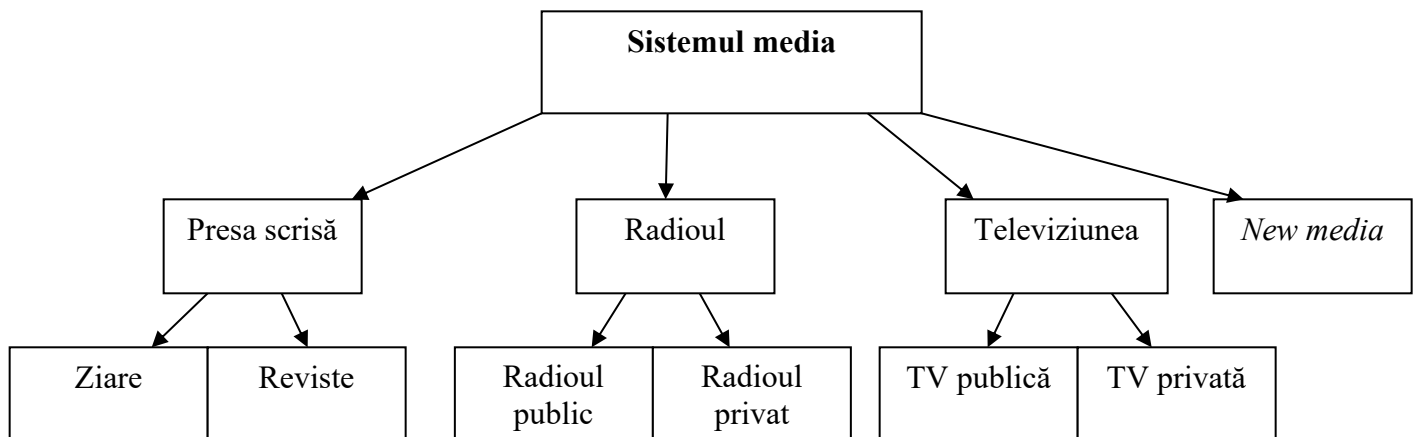 Sistemul media
Presa scrisă
Radioul
Televiziunea
New media
Ziare
Reviste
Radioul
public
Radioul
privat
TV publică
TV privată